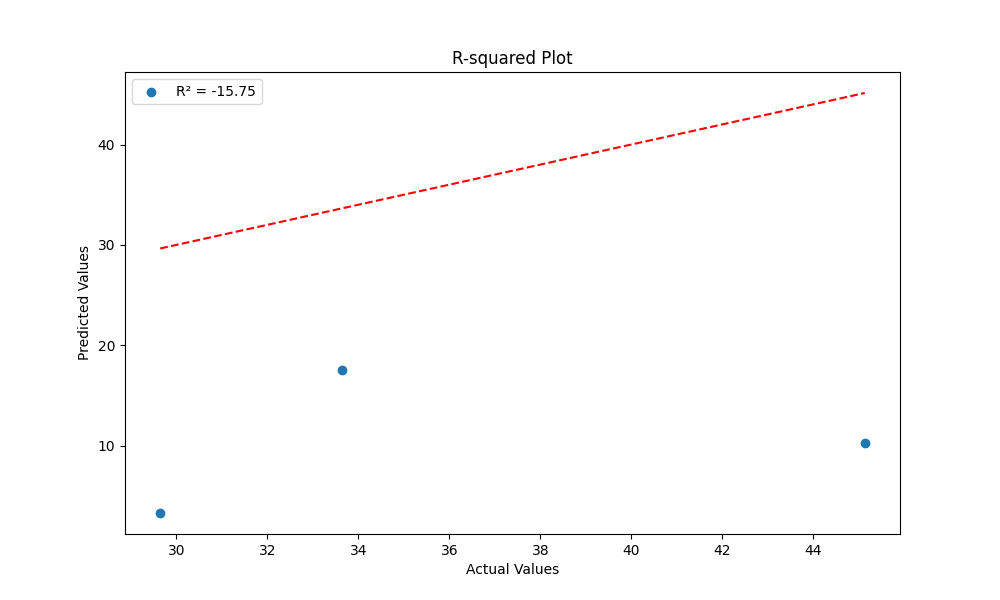 R-squared Plot
R² = -15.75
40
30
20
10
Predicted Values
30 32 34 36 38 40 42 44
Actual Values